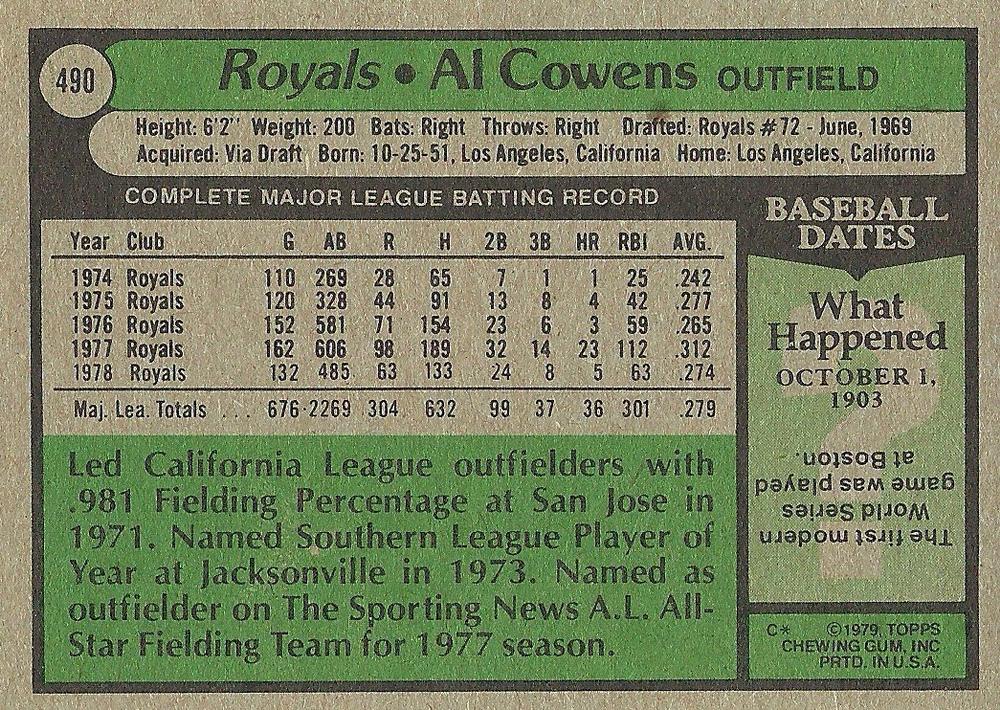 490
Royals • Al Cowens OUTFIELD
Height: 6'2" Weight: 200 Bats: Right Throws: Right Drafted: Royals #72 - June, 1969
Acquired: Via Draft Born: 10-25-51, Los Angeles, California Home: Los Angeles, California
COMPLETE MAJOR LEAGUE BATTING RECORD
Year Club G AB R H 2B 3B HR RBI AVG.
1974 Royals 110 269 28 65 7 1 1 25 .242
1975 Royals 120 328 44 91 13 8 4 42 .277
1976 Royals 152 581 71 154 23 6 3 59 .265
1977 Royals 162 606 98 189 32 14 23 112 .312
1978 Royals 132 485 63 133 24 8 5 63 .274
Maj. Lea. Totals ... 676 2269 304 632 99 37 36 301 .279
Led California League outfielders with
.981 Fielding Percentage at San Jose in
1971. Named Southern League Player of
Year at Jacksonville in 1973. Named as
outfielder on The Sporting News A.L. All-
Star Fielding Team for 1977 season.
BASEBALL
DATES
What
Happened
OCTOBER 1,
1903
?
The first modern
World Series
game was played
at Boston.
C* ©1979, TOPPS
CHEWING GUM, INC
PRTD. IN U.S.A.